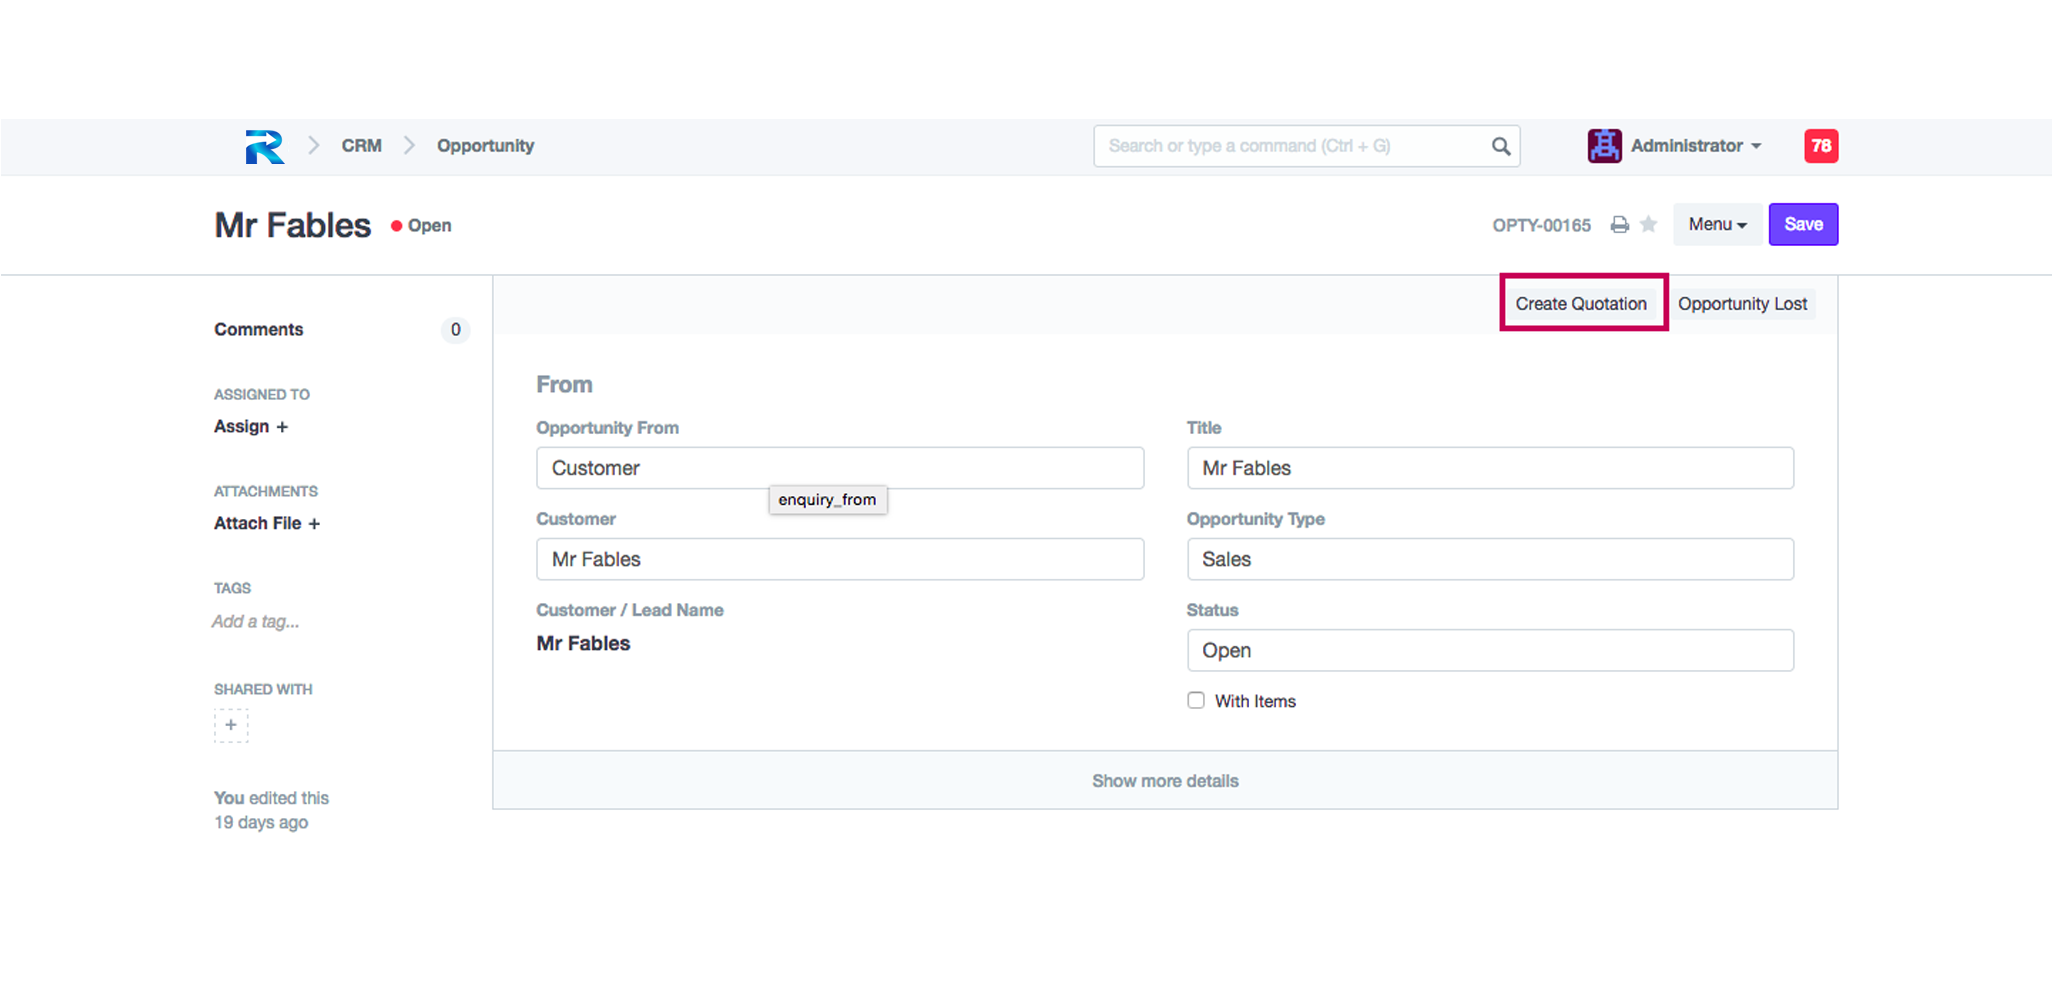 CRM Opportunity Search or type a command (Ctrl + G) Administrator 78
Mr Fables Open OPTY-00165 Menu Save
Create Quotation Opportunity Lost
Comments 0
ASSIGNED TO
Assign +
ATTACHMENTS
Attach File +
TAGS
Add a tag...
SHARED WITH
+
You edited this
19 days ago
From
Opportunity From
Customer
enquiry_from
Customer
Mr Fables
Customer / Lead Name
Mr Fables
Title
Mr Fables
Opportunity Type
Sales
Status
Open
With Items
Show more details